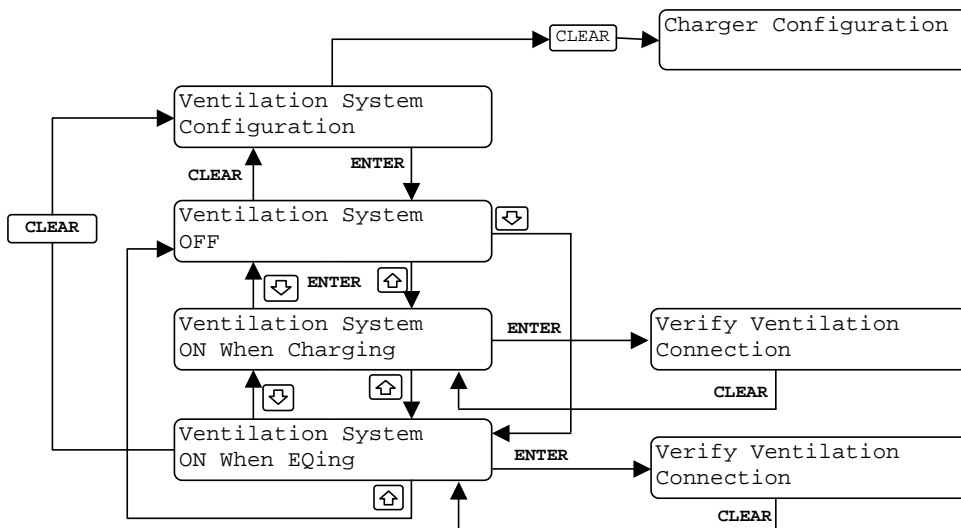 CLEAR
Charger Configuration
Ventilation System
Configuration
CLEAR
ENTER
CLEAR
Ventilation System
OFF
ENTER
Ventilation System
ON When Charging
ENTER
Verify Ventilation
Connection
CLEAR
Ventilation System
ON When EQing
ENTER
Verify Ventilation
Connection
CLEAR